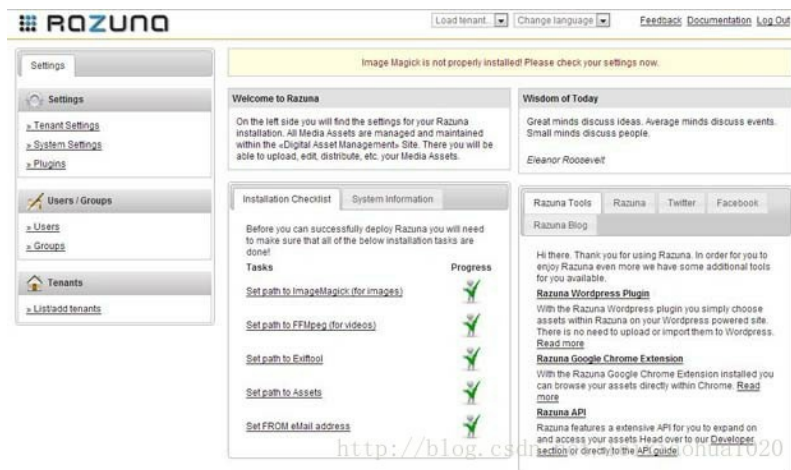 RAZUNA
Load tenant..
Change language
Feedback Documentation Log Out
Settings
Image Magick is not properly installed! Please check your settings now.
Settings
» Tenant Settings
» System Settings
» Plugins
Users / Groups
» Users
» Groups
Tenants
» List/add tenants
Welcome to Razuna
On the left side you will find the settings for your Razuna
installation. All Media Assets are managed and maintained
within the «Digital Asset Management» Site. There you will be
able to upload, edit, distribute, etc. your Media Assets.
Wisdom of Today
Great minds discuss ideas. Average minds discuss events.
Small minds discuss people.
Eleanor Roosevelt
Installation Checklist
System Information
Before you can successfully deploy Razuna you will need
to make sure that all of the below installation tasks are
done!
Tasks Progress
Set path to ImageMagick (for images)
Set path to FFMpeg (for videos)
Set path to Exiftool
Set path to Assets
Set FROM eMail address
Razuna Tools
Razuna
Twitter
Facebook
Razuna Blog
Hi there. Thank you for using Razuna. In order for you to
enjoy Razuna even more we have some additional tools
for you available.
Razuna Wordpress Plugin
With the Razuna Wordpress plugin you simply choose
assets within Razuna on your Wordpress powered site.
There is no need to upload or import them to Wordpress.
Read more
Razuna Google Chrome Extension
With the Razuna Google Chrome Extension installed you
can browse your assets directly within Chrome. Read
more
Razuna API
Razuna features a extensive API for you to expand on
and access your assets Head over to our Developer
section or directly to the API guide.